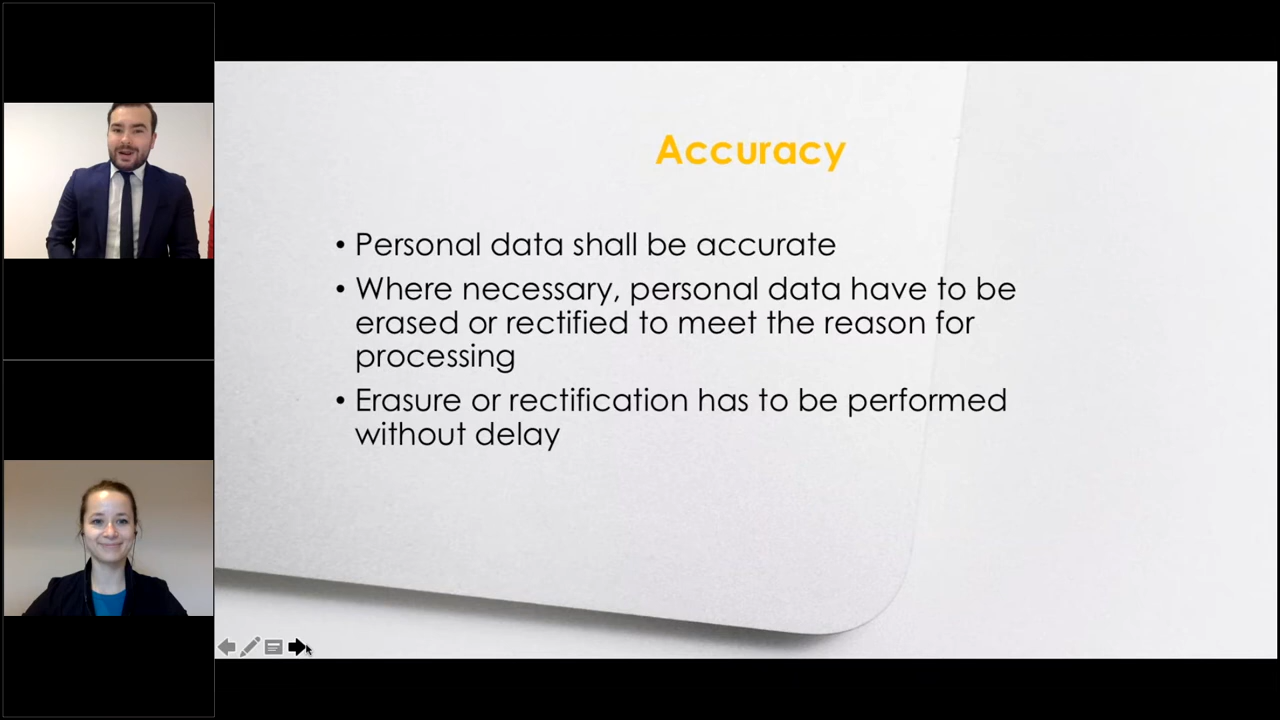 Accuracy
• Personal data shall be accurate
• Where necessary, personal data have to be
erased or rectified to meet the reason for
processing
• Erasure or rectification has to be performed
without delay